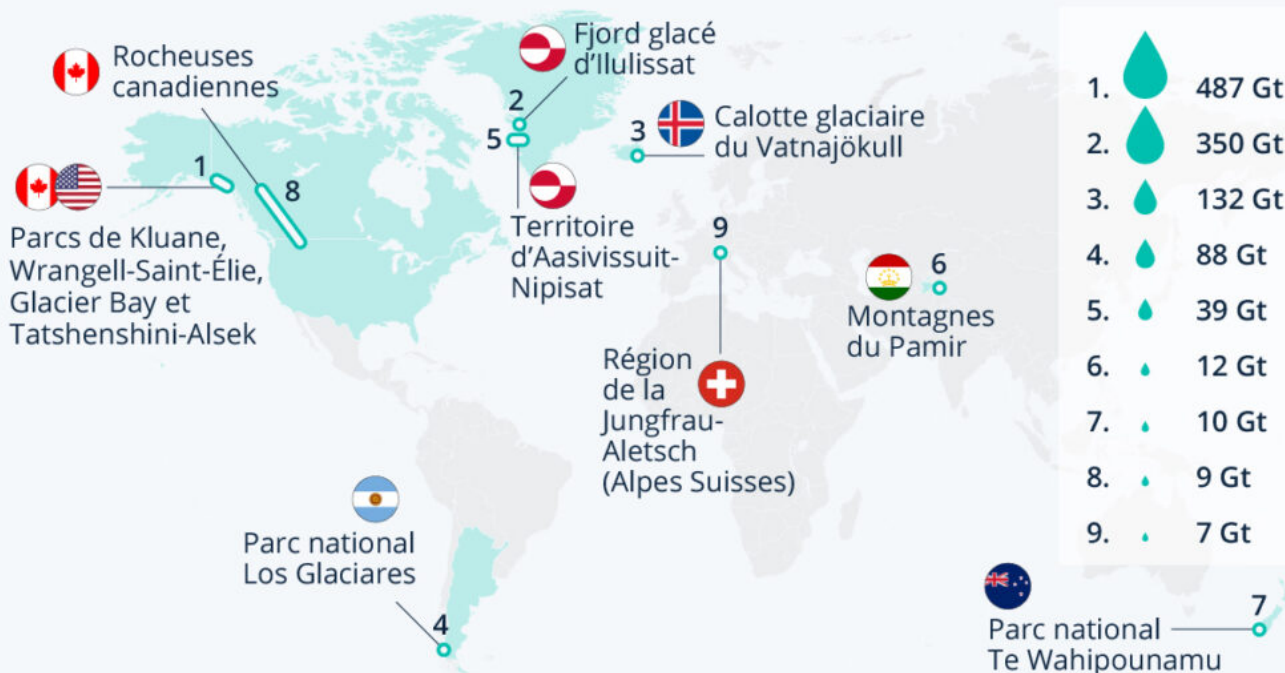 Rocheuses
canadiennes
Fjord glacé
d'Ilulissat
1. 487 Gt
2. 350 Gt
3. 132 Gt
4. 88 Gt
5. 39 Gt
6. 12 Gt
7. 10 Gt
8. 9 Gt
9. 7 Gt
2
5
3
Calotte glaciaire
du Vatnajökull
1
8
Parcs de Kluane,
Wrangell-Saint-Élie,
Glacier Bay et
Tatshenshini-Alsek
Territoire
d'Aasivissuit-
Nipisat
9
6
Montagnes
du Pamir
Région
de la
Jungfrau-
Aletsch
(Alpes Suisses)
Parc national
Los Glaciares
4
7
Parc national
Te Wahipounamu